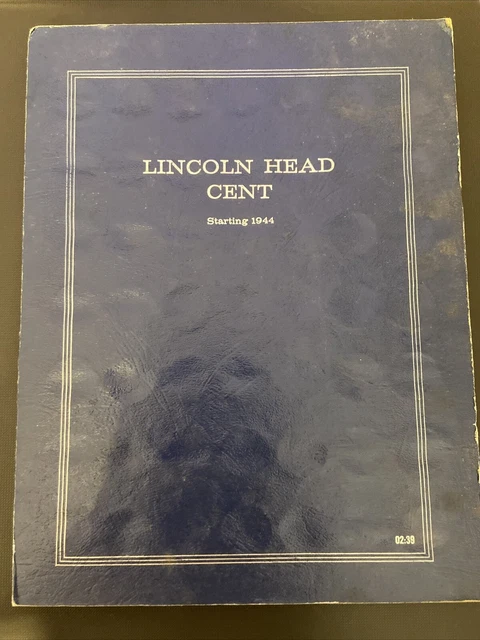 LINCOLN HEAD
CENT
Starting 1944
02:39